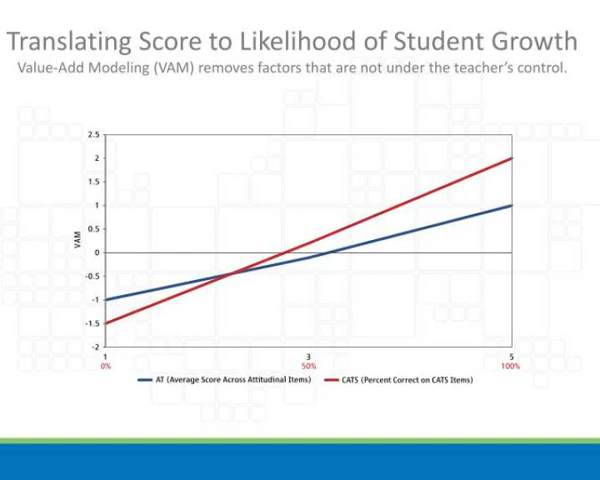 Translating Score to Likelihood of Student Growth
Value-Add Modeling (VAM) removes factors that are not under the teacher's control.
2.5
2
1.5
1
0.5
0
-0.5
-1
-1.5
-2
VAM
1 3 5
0% 50% 100%
AT (Average Score Across Attitudinal Items) CATS (Percent Correct on CATS Items)